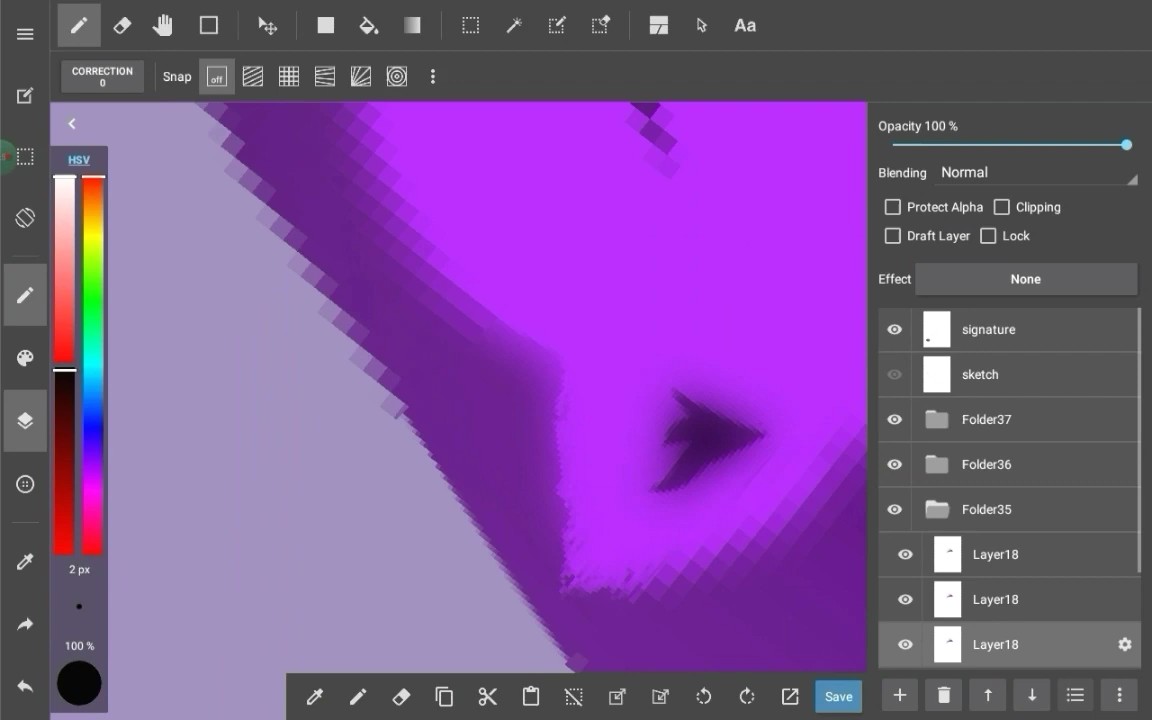 Aa
CORRECTION
0
Snap
off
HSV
2 px
100 %
Opacity 100 %
Blending Normal
Protect Alpha Clipping
Draft Layer Lock
Effect None
signature
sketch
Folder37
Folder36
Folder35
Layer18
Layer18
Layer18
Save